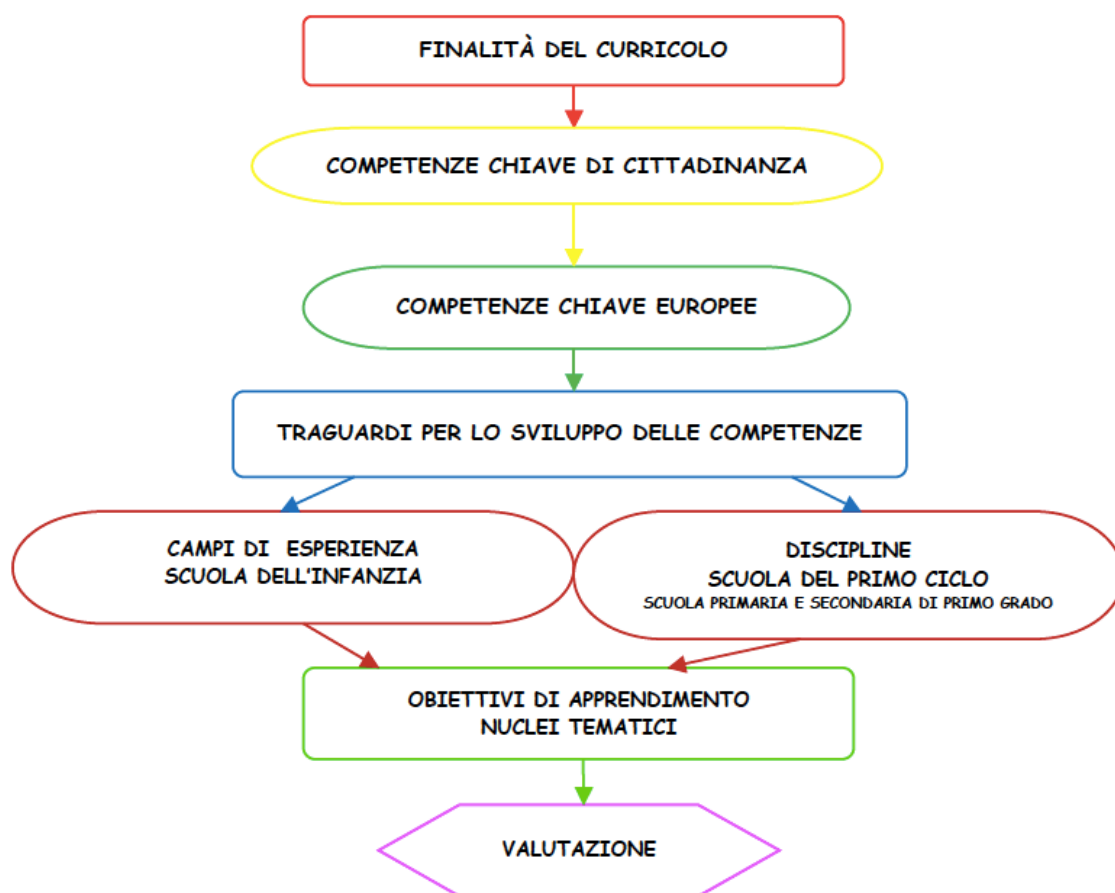 FINALITÀ DEL CURRICOLO
COMPETENZE CHIAVE DI CITTADINANZA
COMPETENZE CHIAVE EUROPEE
TRAGUARDI PER LO SVILUPPO DELLE COMPETENZE
CAMPI DI ESPERIENZA
SCUOLA DELL'INFANZIA
DISCIPLINE
SCUOLA DEL PRIMO CICLO
SCUOLA PRIMARIA E SECONDARIA DI PRIMO GRADO
OBIETTIVI DI APPRENDIMENTO
NUCLEI TEMATICI
VALUTAZIONE